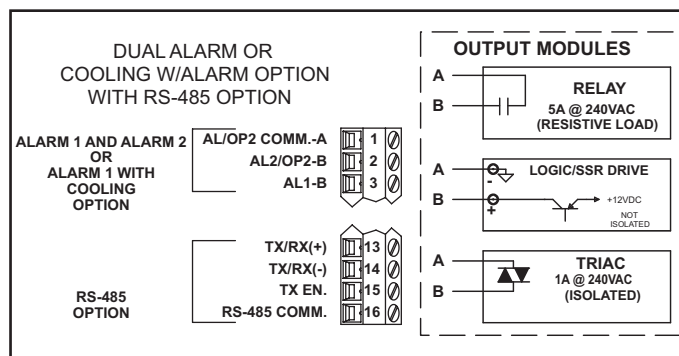 DUAL ALARM OR
COOLING W/ALARM OPTION
WITH RS-485 OPTION
ALARM 1 AND ALARM 2
OR
ALARM 1 WITH
COOLING
OPTION
AL/OP2 COMM.-A 1
AL2/OP2-B 2
AL1-B 3
RS-485
OPTION
TX/RX(+) 13
TX/RX(-) 14
TX EN. 15
RS-485 COMM. 16
OUTPUT MODULES
A
B
RELAY
5A @ 240VAC
(RESISTIVE LOAD)
A
B
-
+
LOGIC/SSR DRIVE
+12VDC
NOT
ISOLATED
A
B
TRIAC
1A @ 240VAC
(ISOLATED)